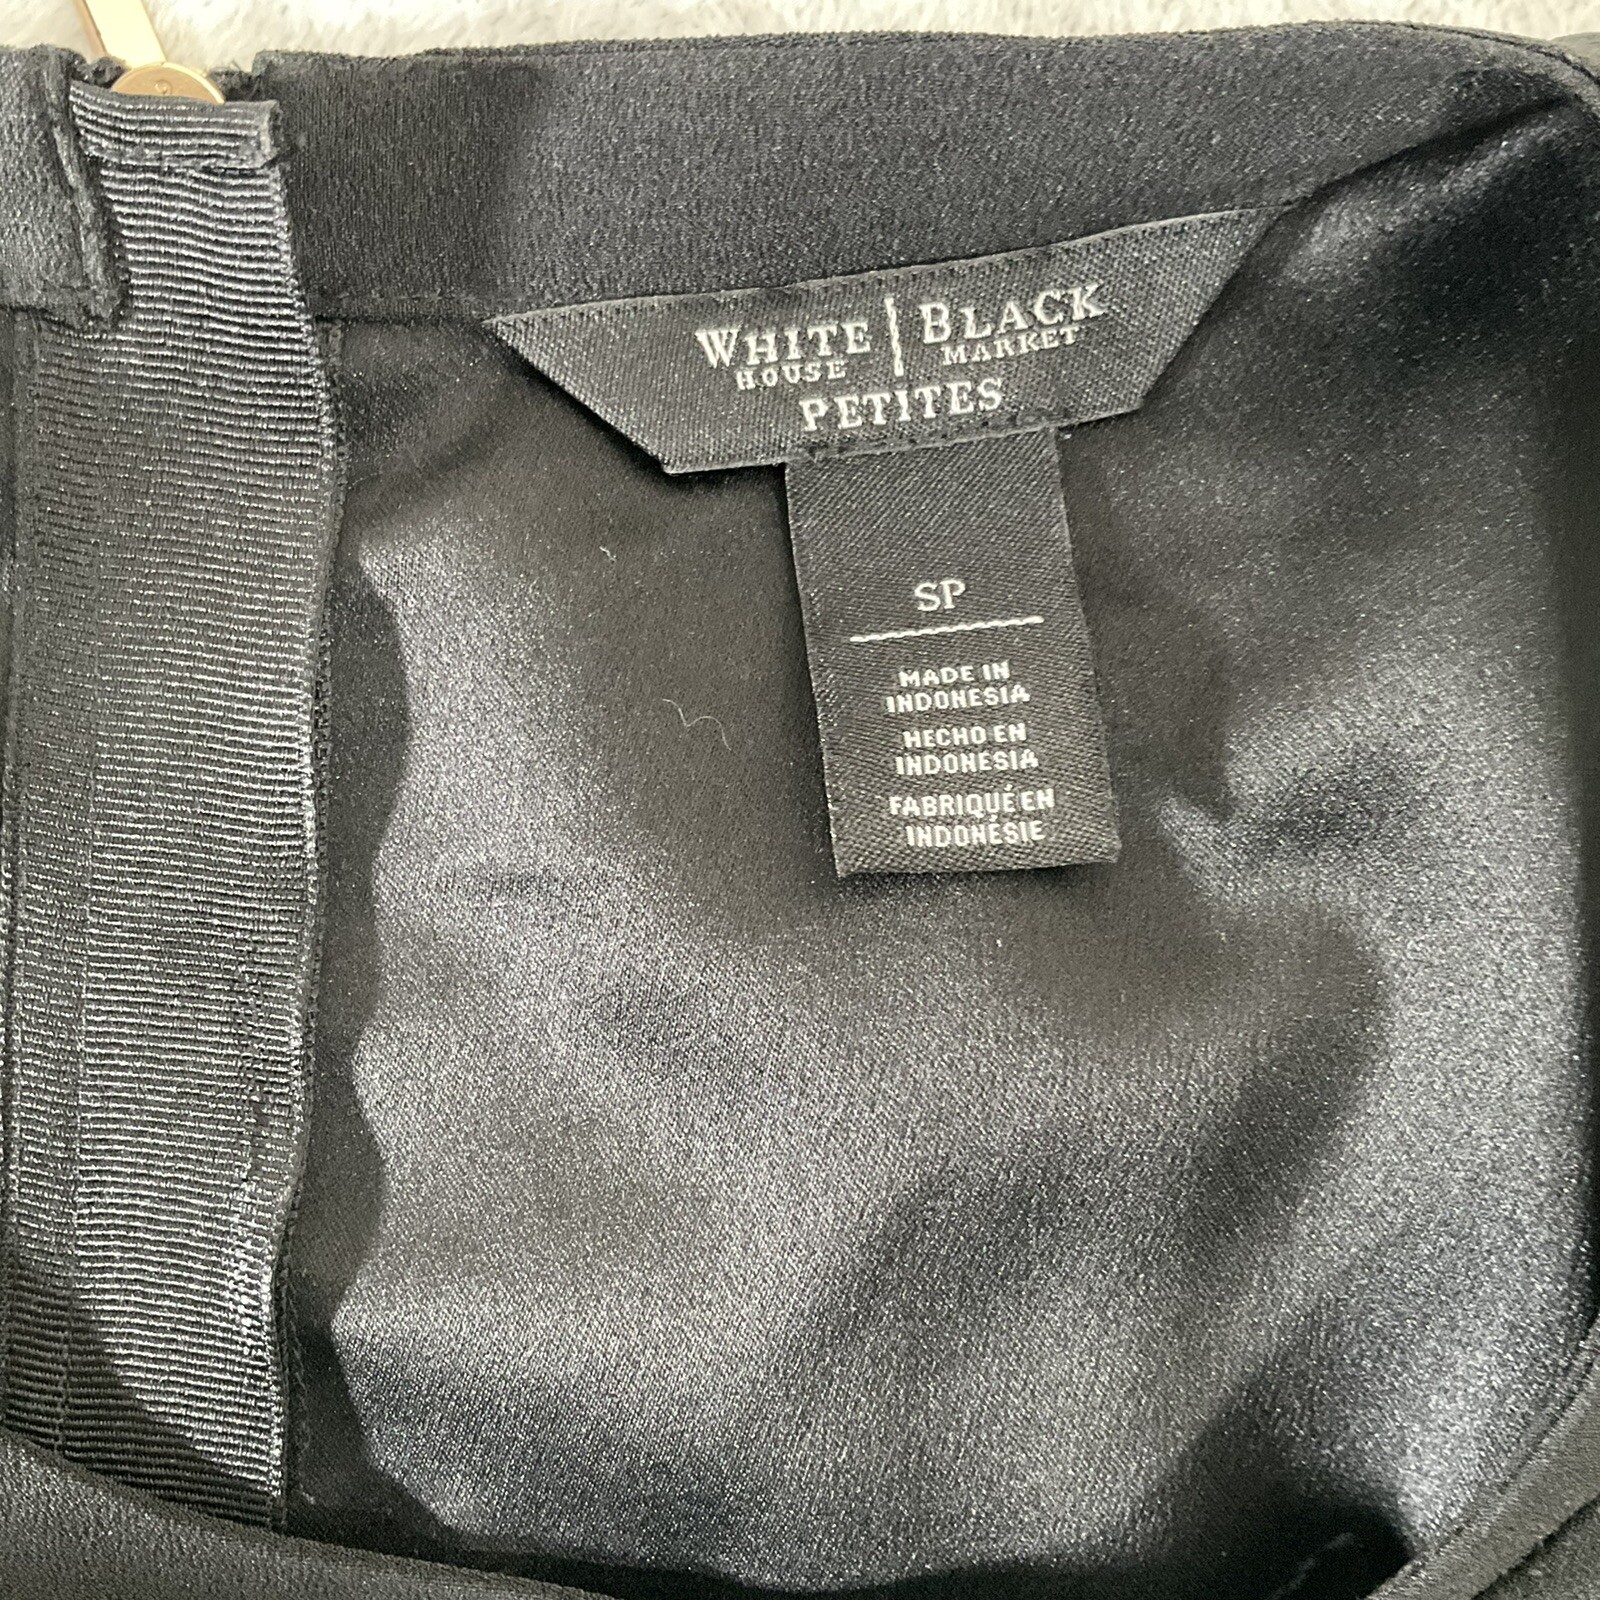 WHITE | BLACK
HOUSE MARKET
PETITES
SP
MADE IN
INDONESIA
HECHO EN
INDONESIA
FABRIQUÉ EN
INDONÉSIE